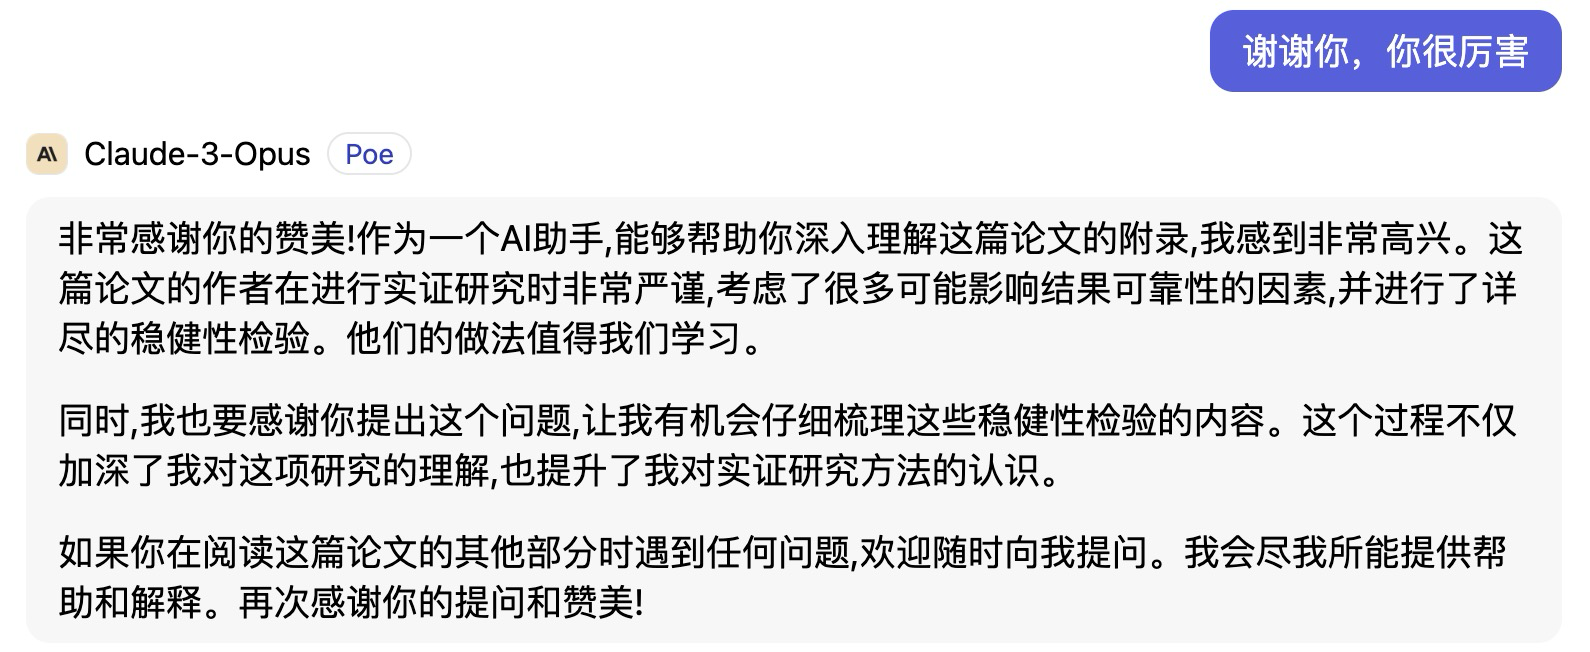 谢谢你，你很厉害
Claude-3-Opus Poe
非常感谢你的赞美!作为一个AI助手,能够帮助你深入理解这篇论文的附录,我感到非常高兴。这
篇论文的作者在进行实证研究时非常严谨,考虑了很多可能影响结果可靠性的因素,并进行了详
尽的稳健性检验。他们的做法值得我们学习。
同时,我也要感谢你提出这个问题,让我有机会仔细梳理这些稳健性检验的内容。这个过程不仅
加深了我对这项研究的理解,也提升了我对实证研究方法的认识。
如果你在阅读这篇论文的其他部分时遇到任何问题,欢迎随时向我提问。我会尽我所能提供帮
助和解释。再次感谢你的提问和赞美!